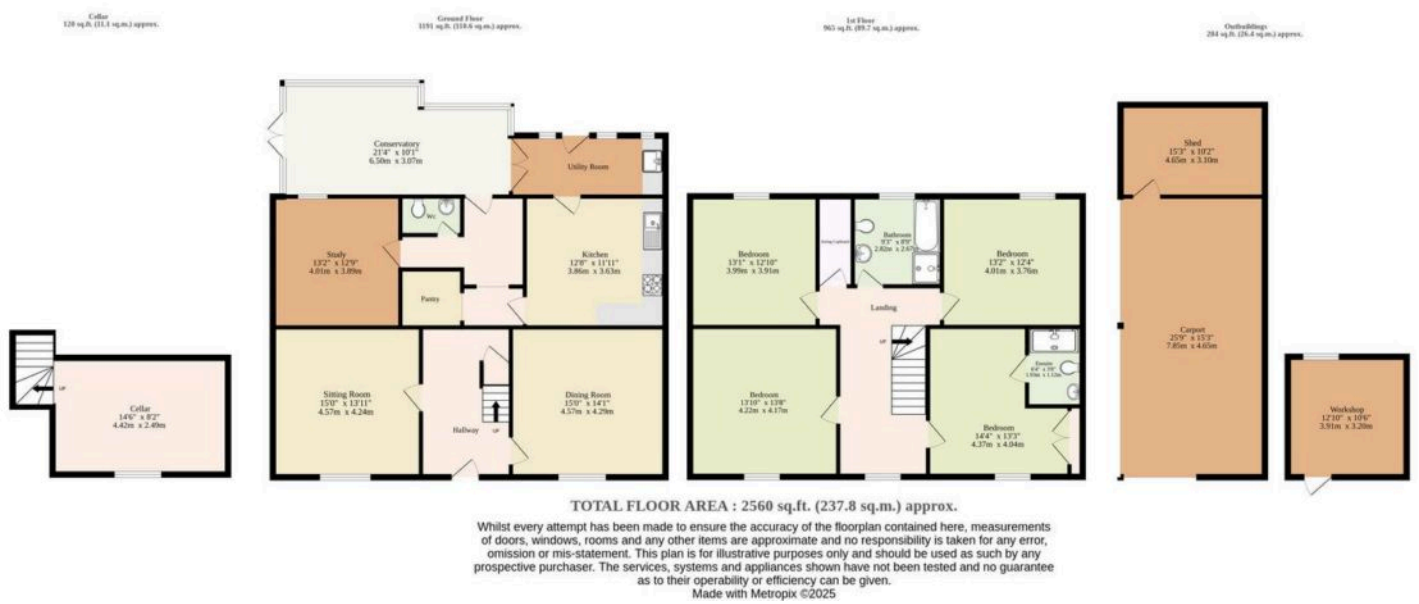 Cellar
120 sq.ft. (11.1 sq.m.) approx.
Ground Floor
1191 sq.ft. (110.6 sq.m.) approx.
1st Floor
965 sq.ft. (89.7 sq.m.) approx.
Outbuildings
284 sq.ft. (26.4 sq.m.) approx.
Cellar
14'6" x 8'2"
4.42m x 2.49m
UP
Conservatory
21'4" x 10'1"
6.50m x 3.07m
Utility Room
Wc
Study
13'2" x 12'9"
4.01m x 3.89m
Kitchen
12'8" x 11'11"
3.86m x 3.63m
Pantry
Sitting Room
15'0" x 13'11"
4.57m x 4.24m
Hallway
UP
Dining Room
15'0" x 14'1"
4.57m x 4.29m
Bedroom
13'1" x 12'10"
3.99m x 3.91m
Bathroom
9'3" x 8'9"
2.82m x 2.67m
Bedroom
13'2" x 12'4"
4.01m x 3.76m
Landing
UP
Bedroom
13'10" x 13'8"
4.22m x 4.17m
Ensuite
Bedroom
14'4" x 13'3"
4.37m x 4.04m
Shed
15'3" x 10'2"
4.65m x 3.10m
Carport
25'9" x 15'3"
7.85m x 4.65m
Workshop
12'10" x 10'6"
3.91m x 3.20m
TOTAL FLOOR AREA : 2560 sq.ft. (237.8 sq.m.) approx.
Whilst every attempt has been made to ensure the accuracy of the floorplan contained here, measurements
of doors, windows, rooms and any other items are approximate and no responsibility is taken for any error,
omission or mis-statement. This plan is for illustrative purposes only and should be used as such by any
prospective purchaser. The services, systems and appliances shown have not been tested and no guarantee
as to their operability or efficiency can be given.
Made with Metropix ©2025